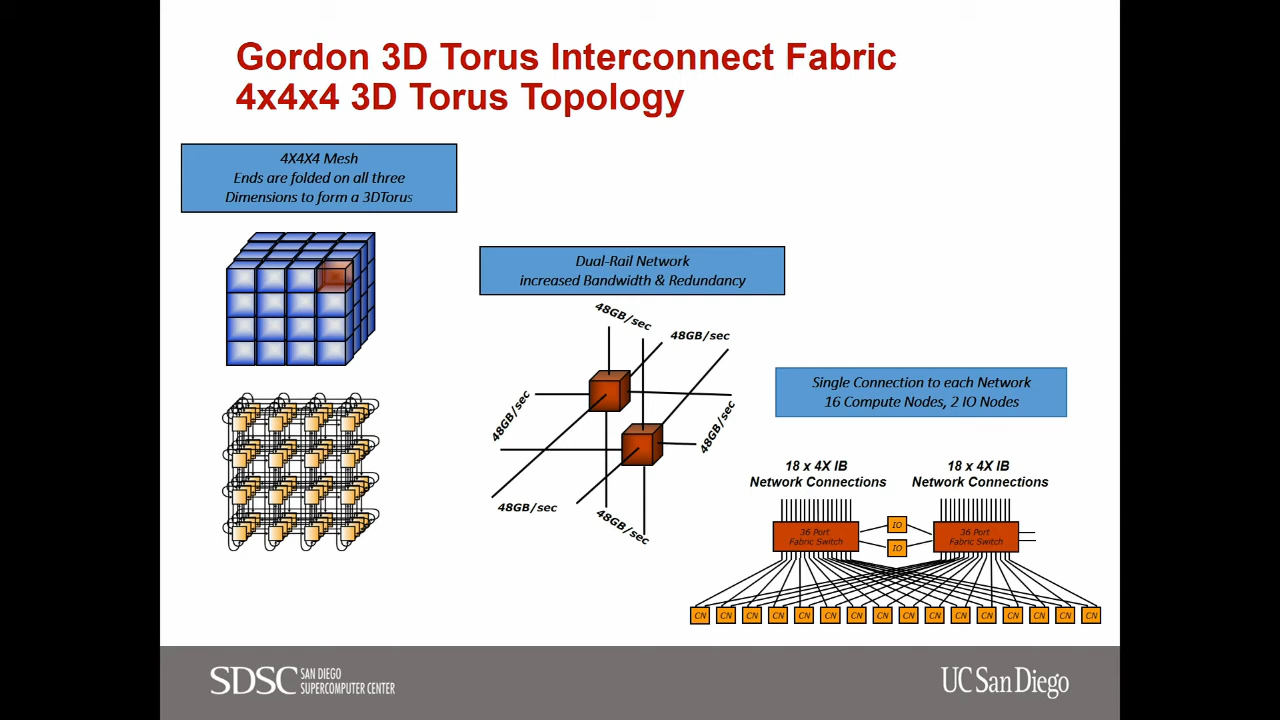 Gordon 3D Torus Interconnect Fabric
4x4x4 3D Torus Topology
4X4X4 Mesh
Ends are folded on all three
Dimensions to form a 3DTorus
Dual-Rail Network
increased Bandwidth & Redundancy
48GB/sec
48GB/sec
48GB/sec
48GB/sec
48GB/sec
48GB/sec
Single Connection to each Network
16 Compute Nodes, 2 IO Nodes
18 x 4X IB
Network Connections
18 x 4X IB
Network Connections
36 Port
Fabric Switch
IO
IO
36 Port
Fabric Switch
CN CN CN CN CN CN CN CN CN CN CN CN CN CN CN CN
SDSC SAN DIEGO
SUPERCOMPUTER CENTER
UC San Diego